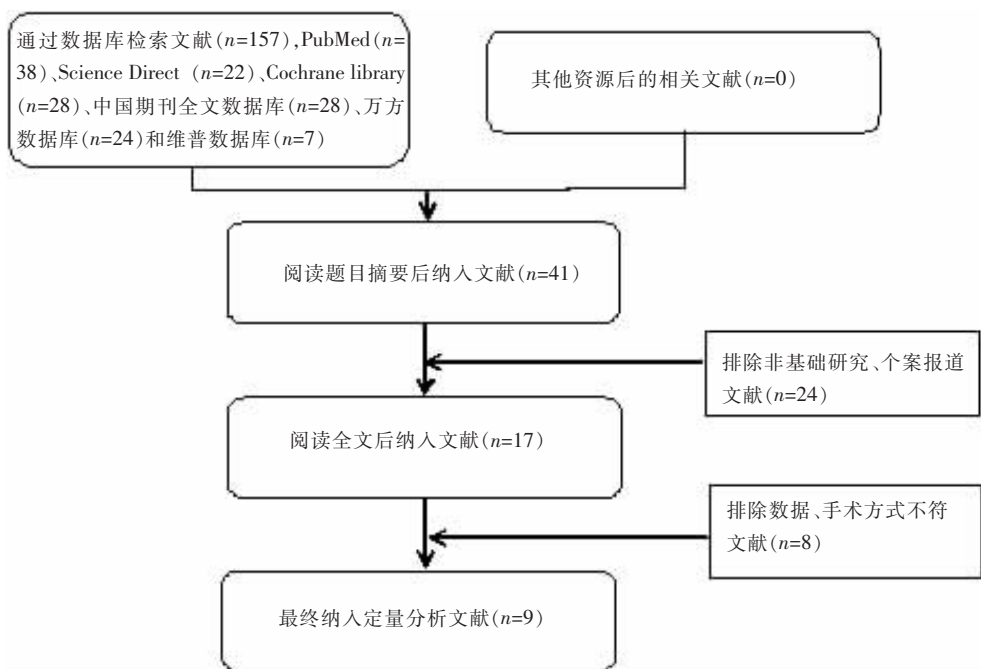 通过数据库检索文献(n=157),PubMed(n=
38)、Science Direct (n=22)、Cochrane library
(n=28)、中国期刊全文数据库(n=28)、万方
数据库(n=24)和维普数据库(n=7)
其他资源后的相关文献(n=0)
阅读题目摘要后纳入文献(n=41)
排除非基础研究、个案报道
文献(n=24)
阅读全文后纳入文献(n=17)
排除数据、手术方式不符
文献(n=8)
最终纳入定量分析文献(n=9)